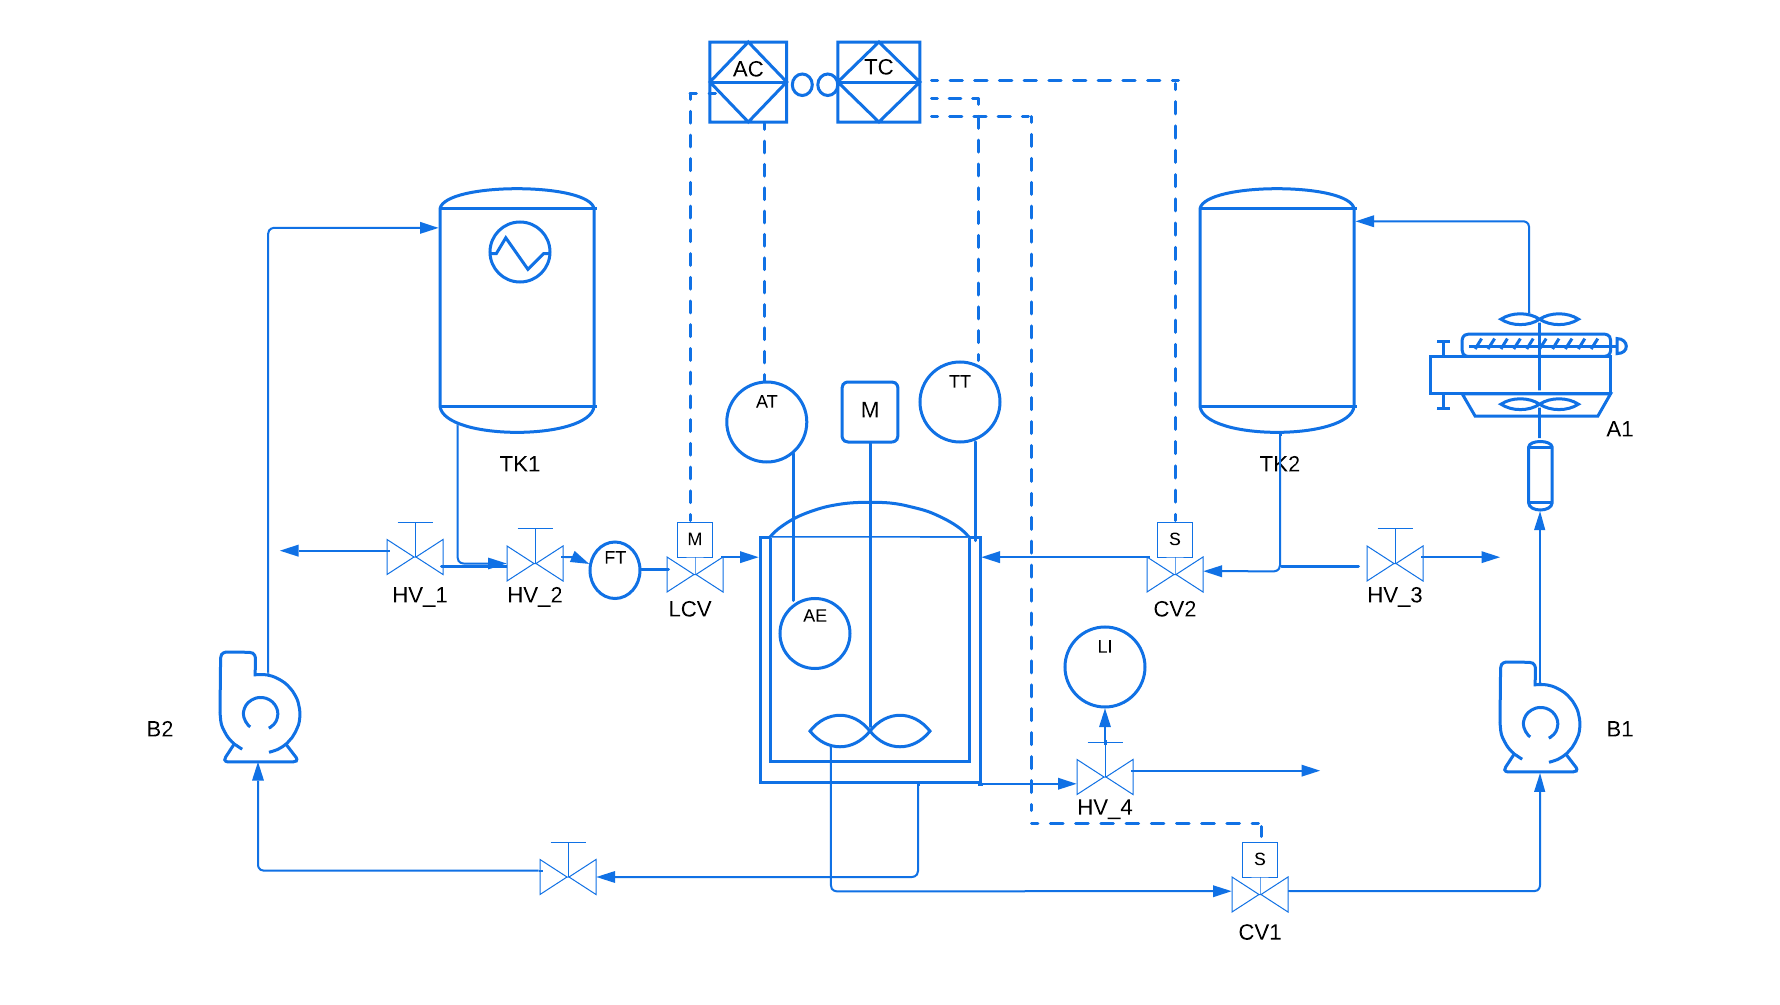 AC
TC
TT
AT
M
A1
TK1
TK2
M
S
FT
HV_1
HV_2
LCV
CV2
HV_3
AE
LI
B2
B1
HV_4
S
CV1